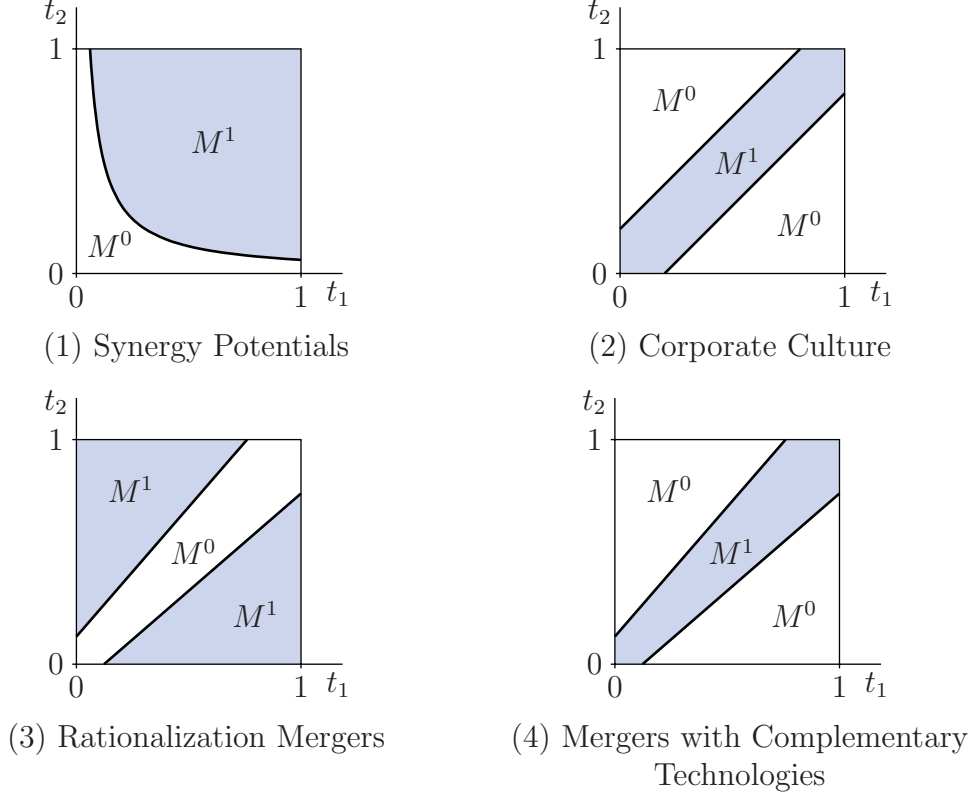 t₂
1
M¹
M⁰
0
0 1 t₁
(1) Synergy Potentials
t₂
1
M⁰
M¹
M⁰
0
0 1 t₁
(2) Corporate Culture
t₂
1
M¹
M⁰
M¹
0
0 1 t₁
(3) Rationalization Mergers
t₂
1
M⁰
M¹
M⁰
0
0 1 t₁
(4) Mergers with Complementary
Technologies